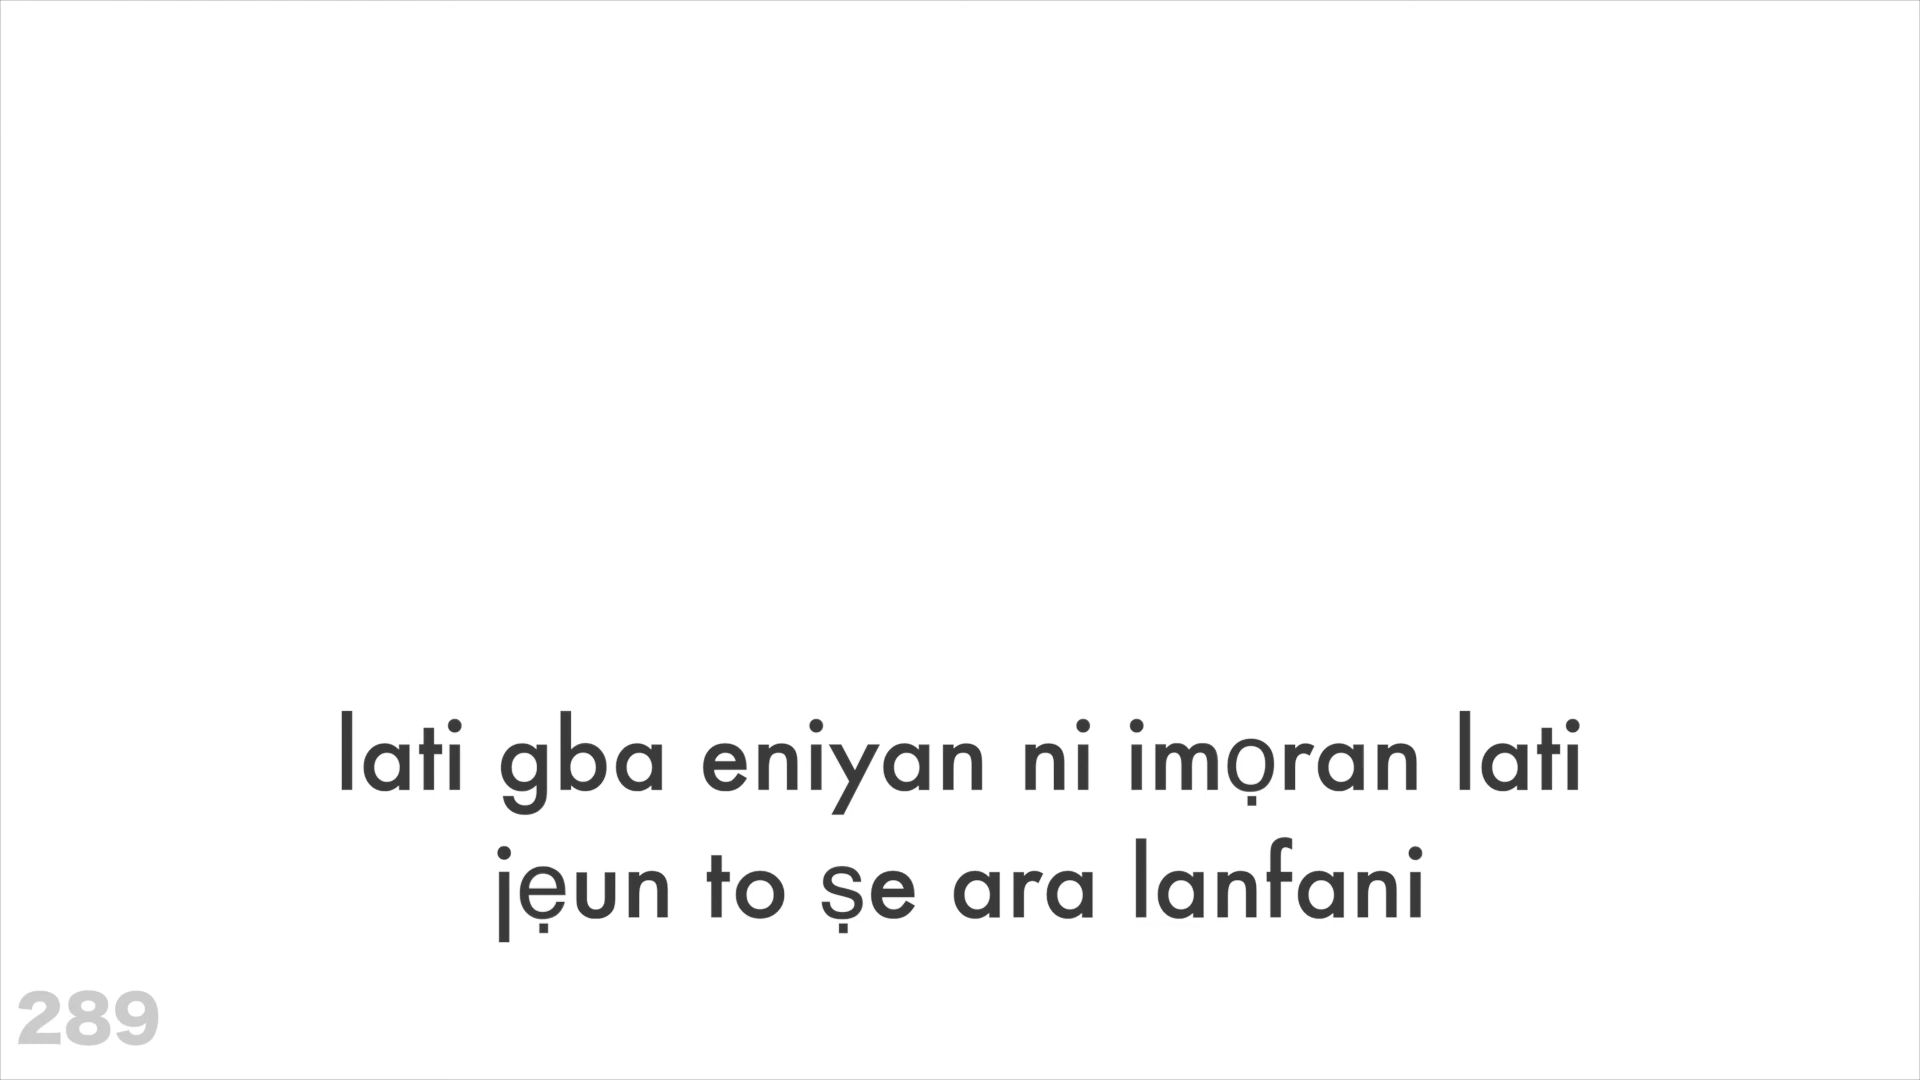 lati gba eniyan ni imọran lati
jẹun to ṣe ara lanfani
289